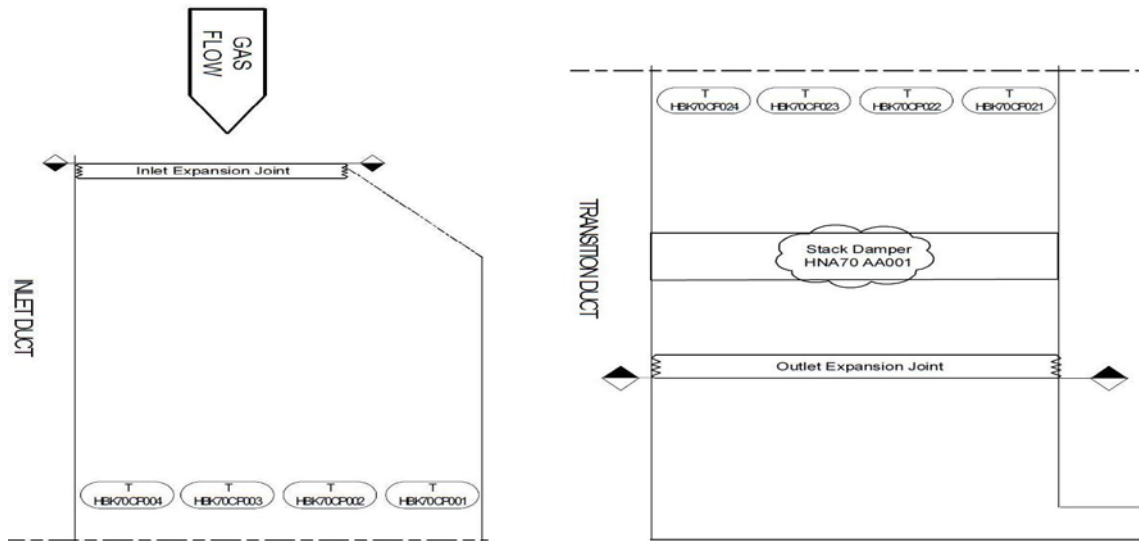 GAS
FLOW
Inlet Expansion Joint
INLET DUCT
T
HBK70CP004
T
HBK70CP003
T
HBK70CP002
T
HBK70CP001
T
HBK70CP024
T
HBK70CP023
T
HBK70CP022
T
HBK70CP021
TRANSITION DUCT
Stack Damper
HNA70 AA001
Outlet Expansion Joint